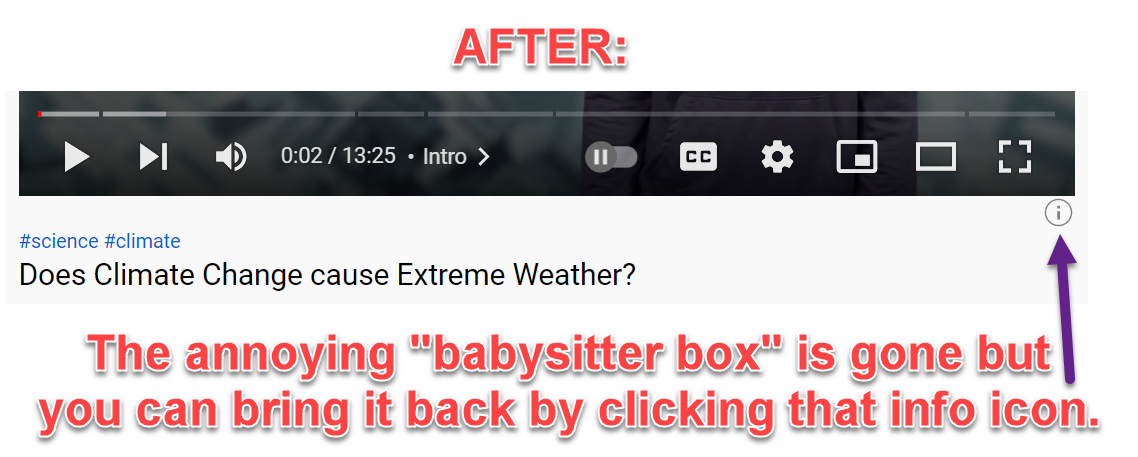 AFTER:
0:02 / 13:25 • Intro
CC
#science #climate
Does Climate Change cause Extreme Weather?
The annoying "babysitter box" is gone but
you can bring it back by clicking that info icon.